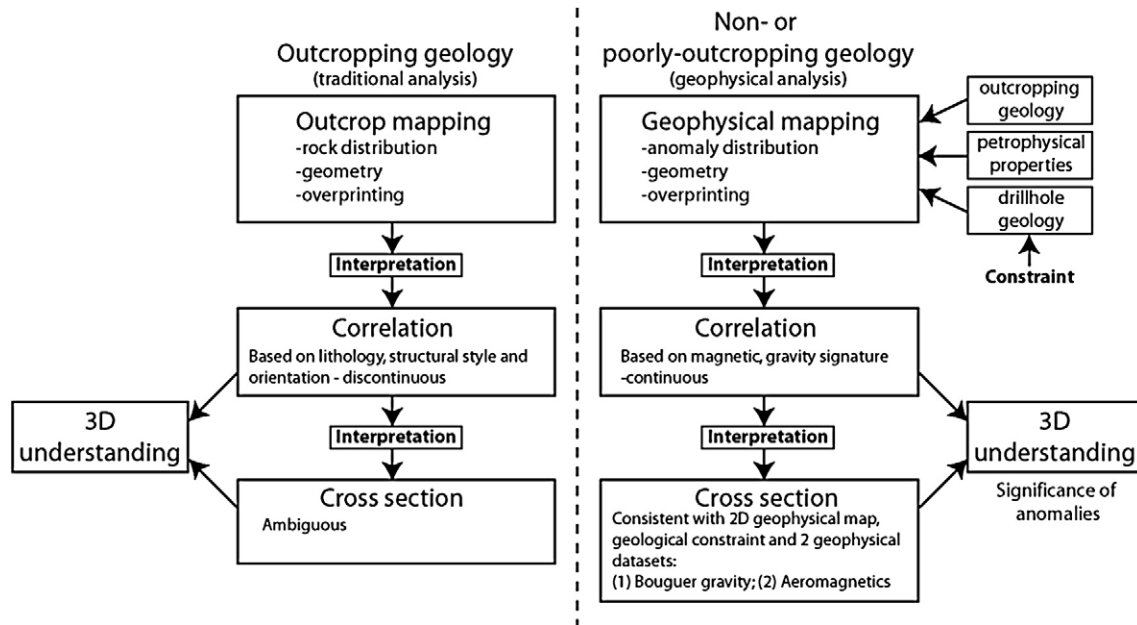 Outcropping geology
(traditional analysis)
Outcrop mapping
-rock distribution
-geometry
-overprinting
Interpretation
Correlation
Based on lithology, structural style and
orientation - discontinuous
Interpretation
3D
understanding
Cross section
Ambiguous
Non- or
poorly-outcropping geology
(geophysical analysis)
Geophysical mapping
-anomaly distribution
-geometry
-overprinting
outcropping
geology
petrophysical
properties
drillhole
geology
Constraint
Interpretation
Correlation
Based on magnetic, gravity signature
-continuous
Interpretation
3D
understanding
Significance of
anomalies
Cross section
Consistent with 2D geophysical map,
geological constraint and 2 geophysical
datasets:
(1) Bouguer gravity; (2) Aeromagnetics